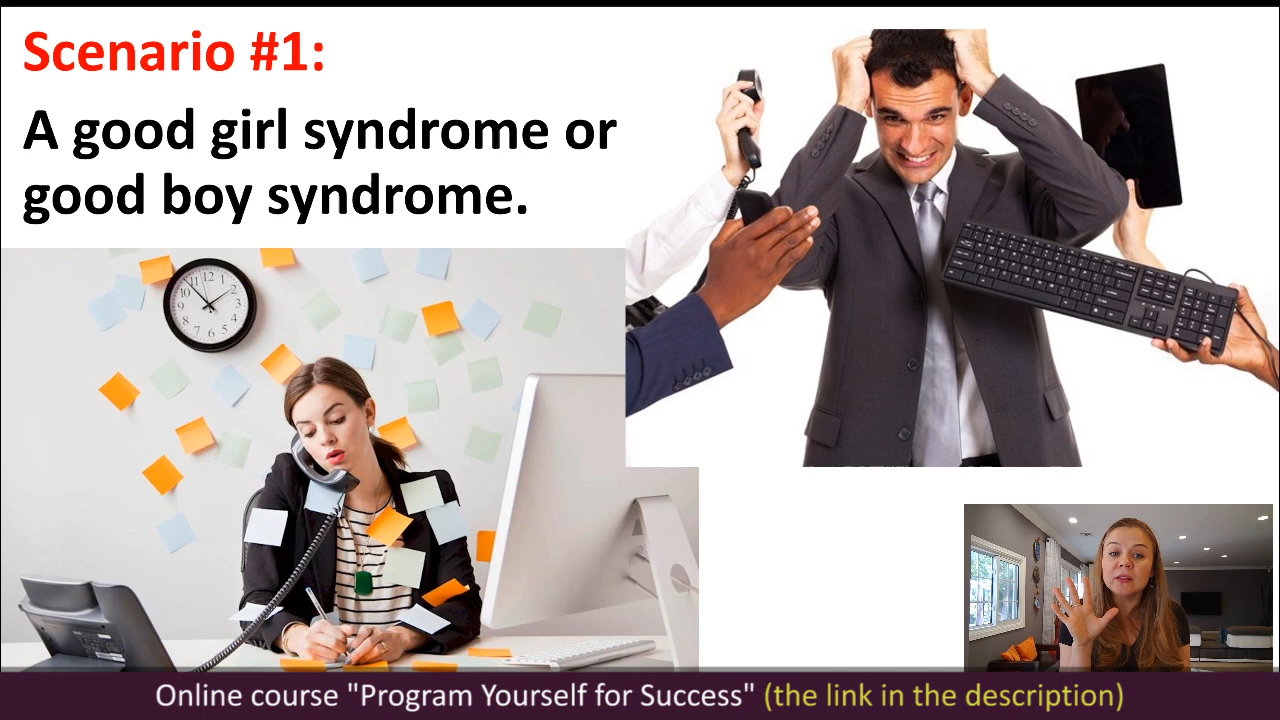 Scenario #1:
A good girl syndrome or
good boy syndrome.
Online course "Program Yourself for Success" (the link in the description)